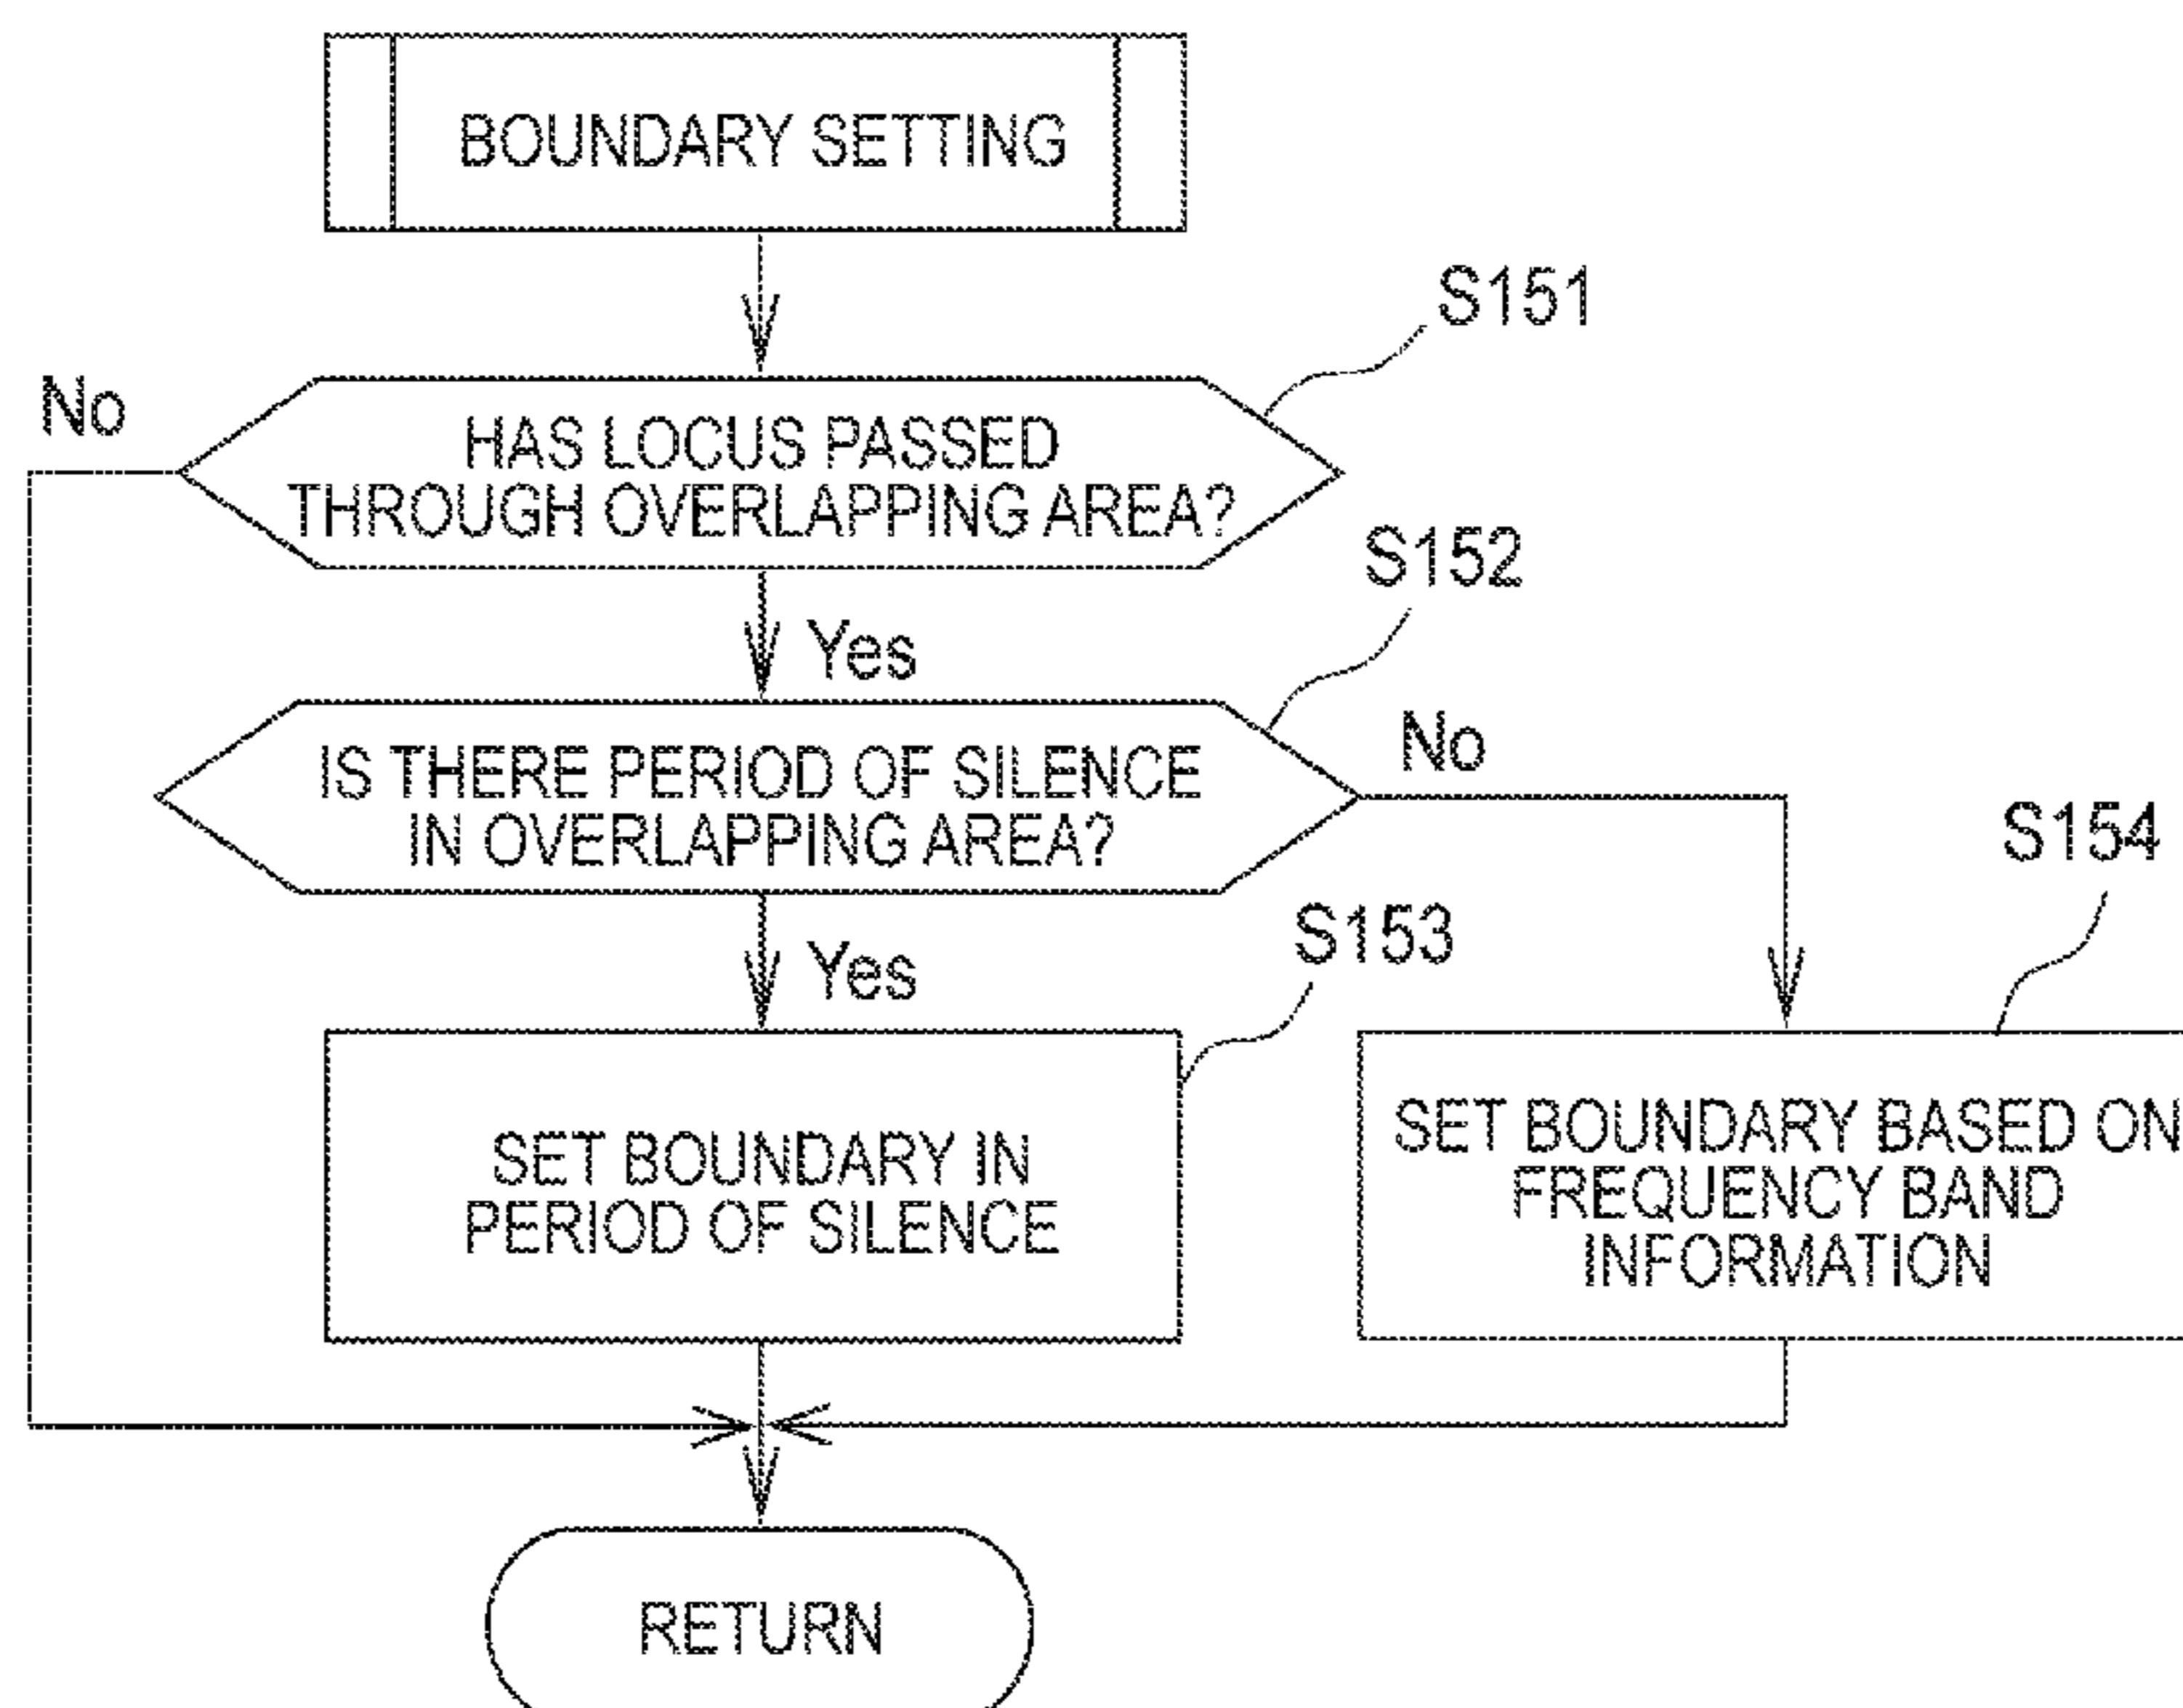 BOUNDARY SETTING
S151
No
HAS LOCUS PASSED
THROUGH OVERLAPPING AREA?
S152
Yes
IS THERE PERIOD OF SILENCE
IN OVERLAPPING AREA?
No
S154
Yes
S153
SET BOUNDARY IN
PERIOD OF SILENCE
SET BOUNDARY BASED ON
FREQUENCY BAND
INFORMATION
RETURN